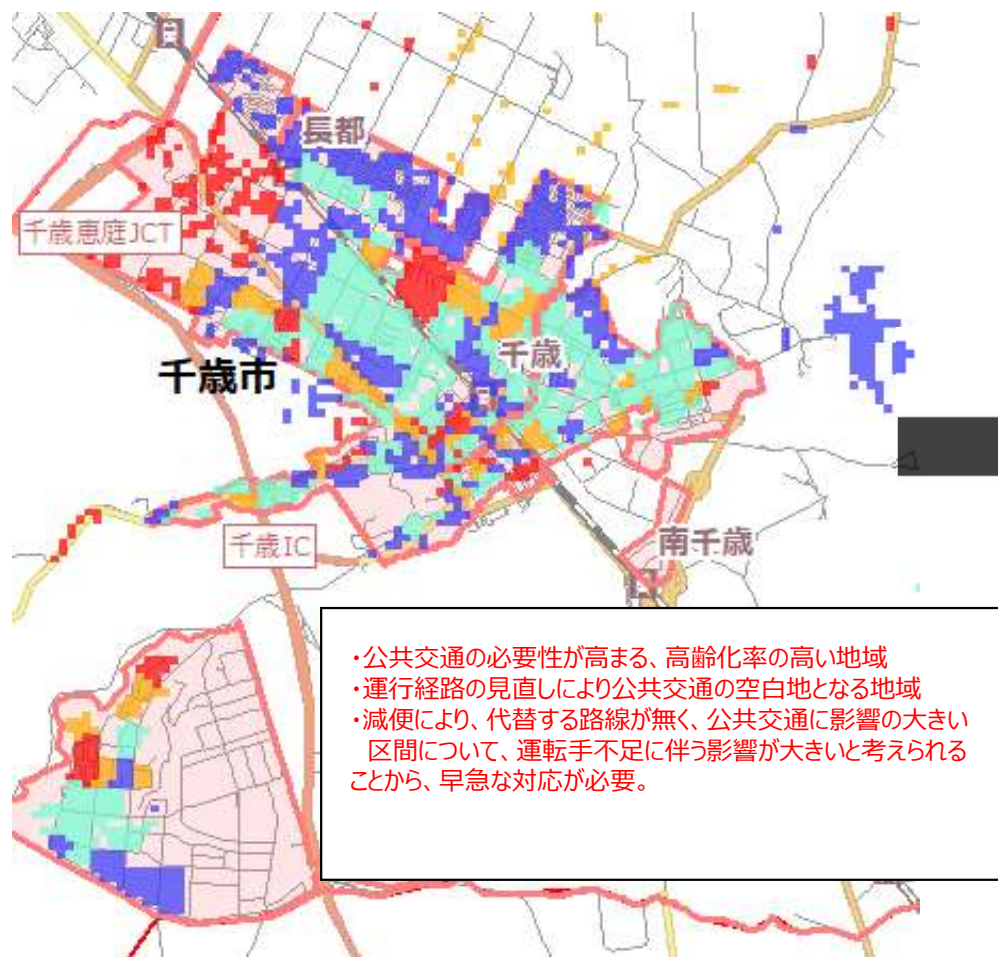 長都
千歳恵庭JCT
千歳
千歳市
千歳IC
南千歳
・公共交通の必要性が高まる、高齢化率の高い地域
・運行経路の見直しにより公共交通の空白地となる地域
・減便により、代替する路線が無く、公共交通に影響の大きい
区間について、運転手不足に伴う影響が大きいと考えられる
ことから、早急な対応が必要。